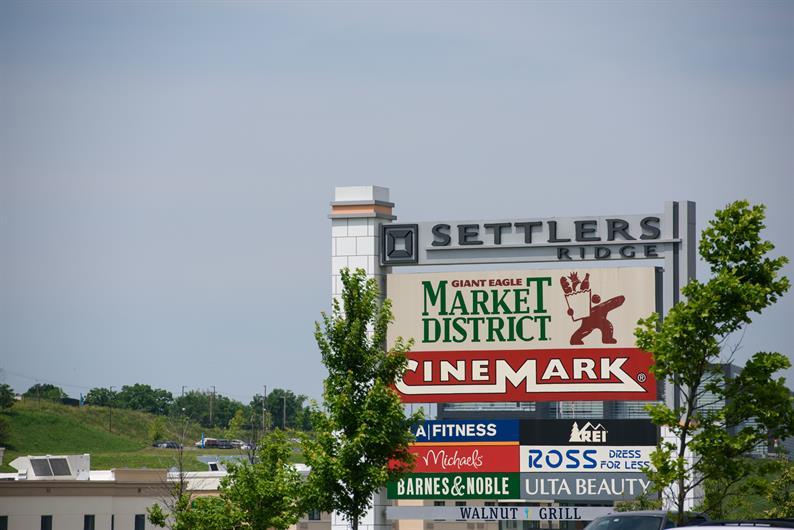 SETTLERS
RIDGE
GIANT EAGLE
MARKET
DISTRICT
CINEMARK®
A|FITNESS
REI
Michaels
ROSS DRESS FOR LESS
BARNES & NOBLE
ULTA BEAUTY
WALNUT GRILL